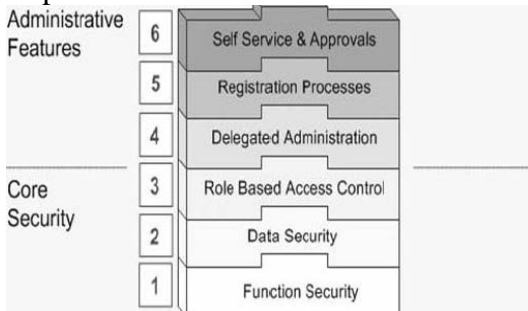 Administrative
Features
6
Self Service & Approvals
5
Registration Processes
4
Delegated Administration
Core
Security
3
Role Based Access Control
2
Data Security
1
Function Security